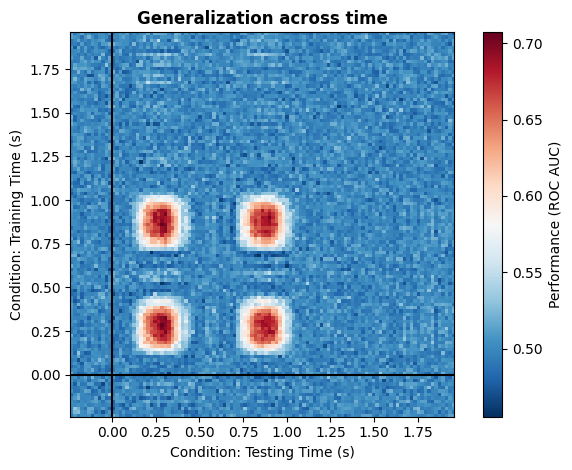 Generalization across time
1.75
1.50
1.25
1.00
0.75
0.50
0.25
0.00
Condition: Training Time (s)
0.00 0.25 0.50 0.75 1.00 1.25 1.50 1.75
Condition: Testing Time (s)
0.70
0.65
0.60
0.55
0.50
Performance (ROC AUC)